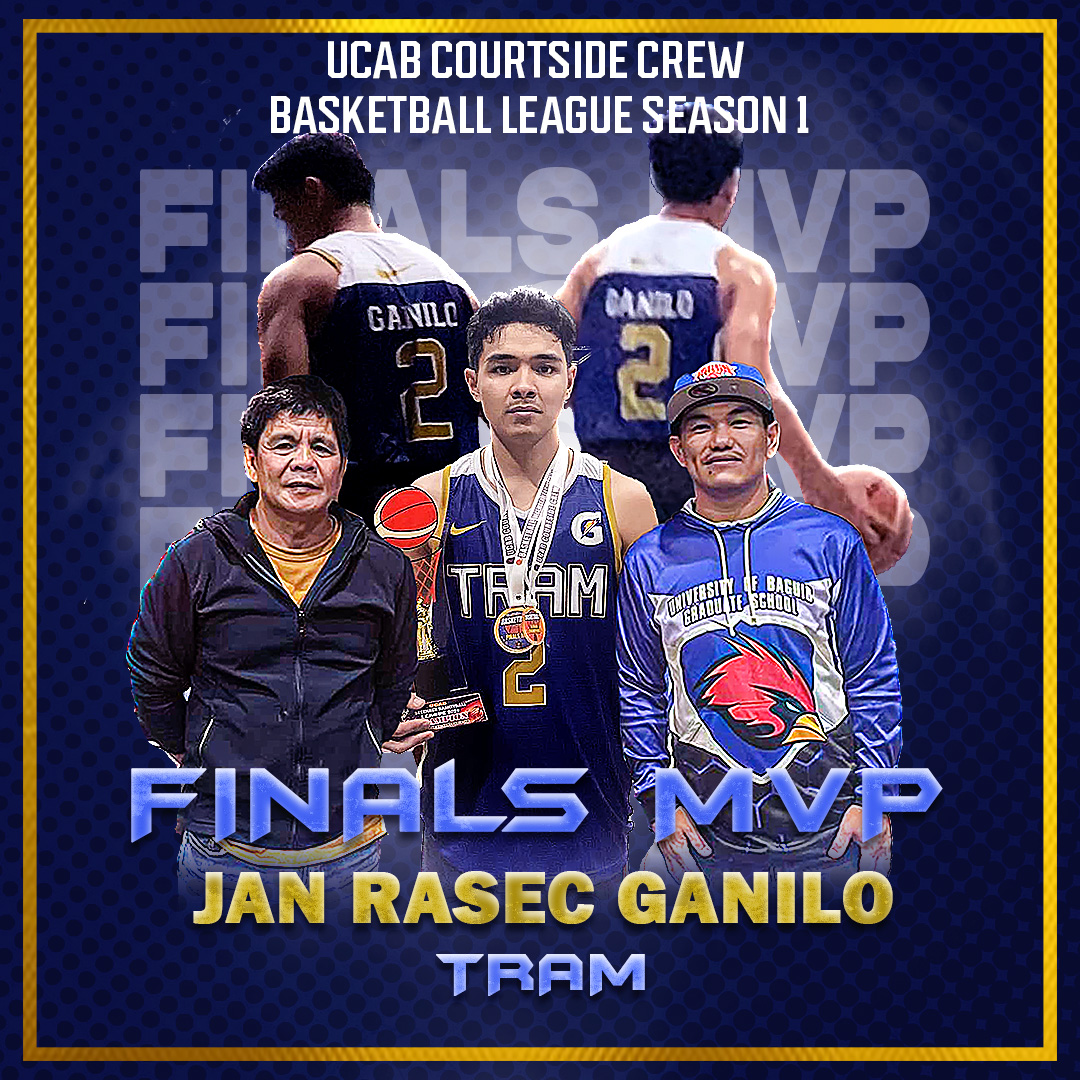 UCAB COURTSIDE CREW
BASKETBALL LEAGUE SEASON 1
FINALS MVP
FINALS MVP
FINALS MVP
GANILO
2
GANILO
2
G
TRAM
2
UNIVERSITY OF BAGUIO
GRADUATE SCHOOL
FINALS MVP
JAN RASEC GANILO
TRAM